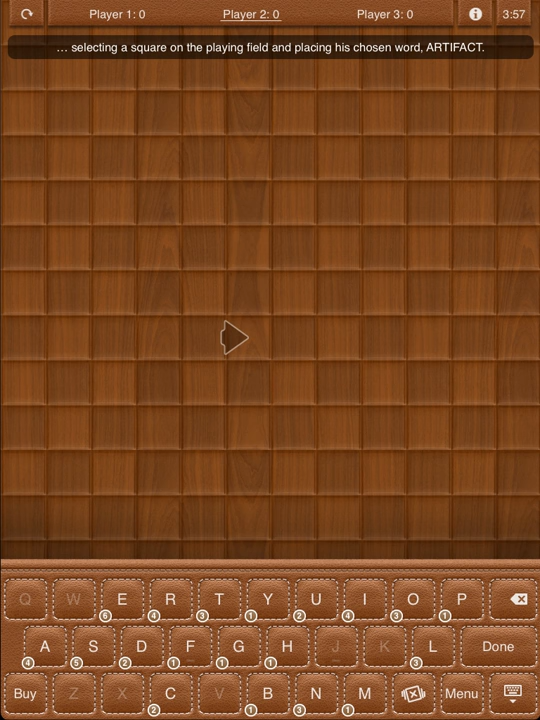 Player 1: 0 Player 2: 0 Player 3: 0 i 3:57
… selecting a square on the playing field and placing his chosen word, ARTIFACT.
Q W E R T Y U I O P
6 4 3 1 2 4 3 1
A S D F G H J K L Done
4 5 2 1 1 1 3
Buy Z X C V B N M Menu
2 1 3 1